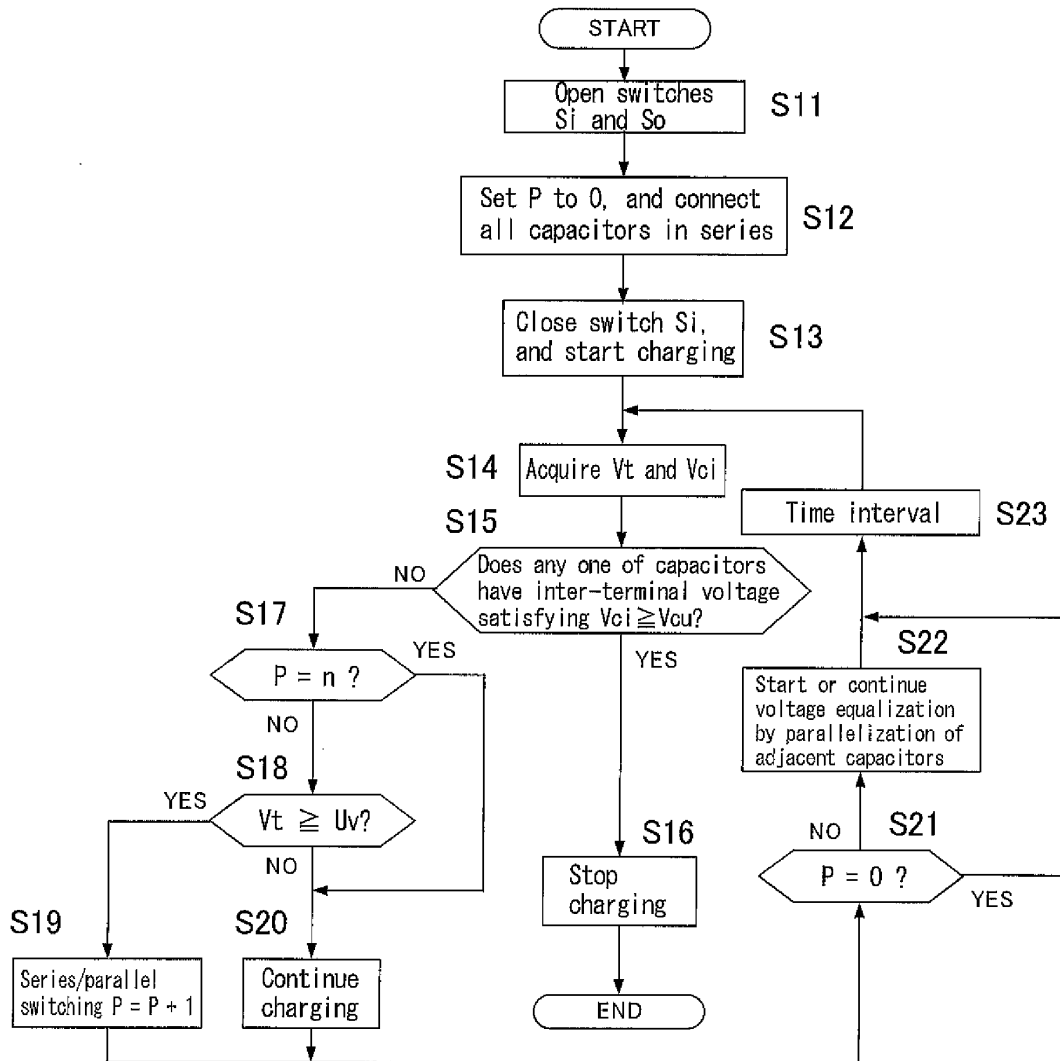 START
Open switches
Si and So
S11
Set P to 0, and connect
all capacitors in series
S12
Close switch Si,
and start charging
S13
S14
Acquire Vt and Vci
S15
Time interval
S23
Does any one of capacitors
have inter-terminal voltage
satisfying Vci≧Vcu?
NO
YES
S17
P = n ?
YES
NO
S22
Start or continue
voltage equalization
by parallelization of
adjacent capacitors
S18
Vt ≧ Uv?
YES
NO
S16
Stop
charging
NO
S21
P = 0 ?
YES
S19
Series/parallel
switching P = P + 1
S20
Continue
charging
END